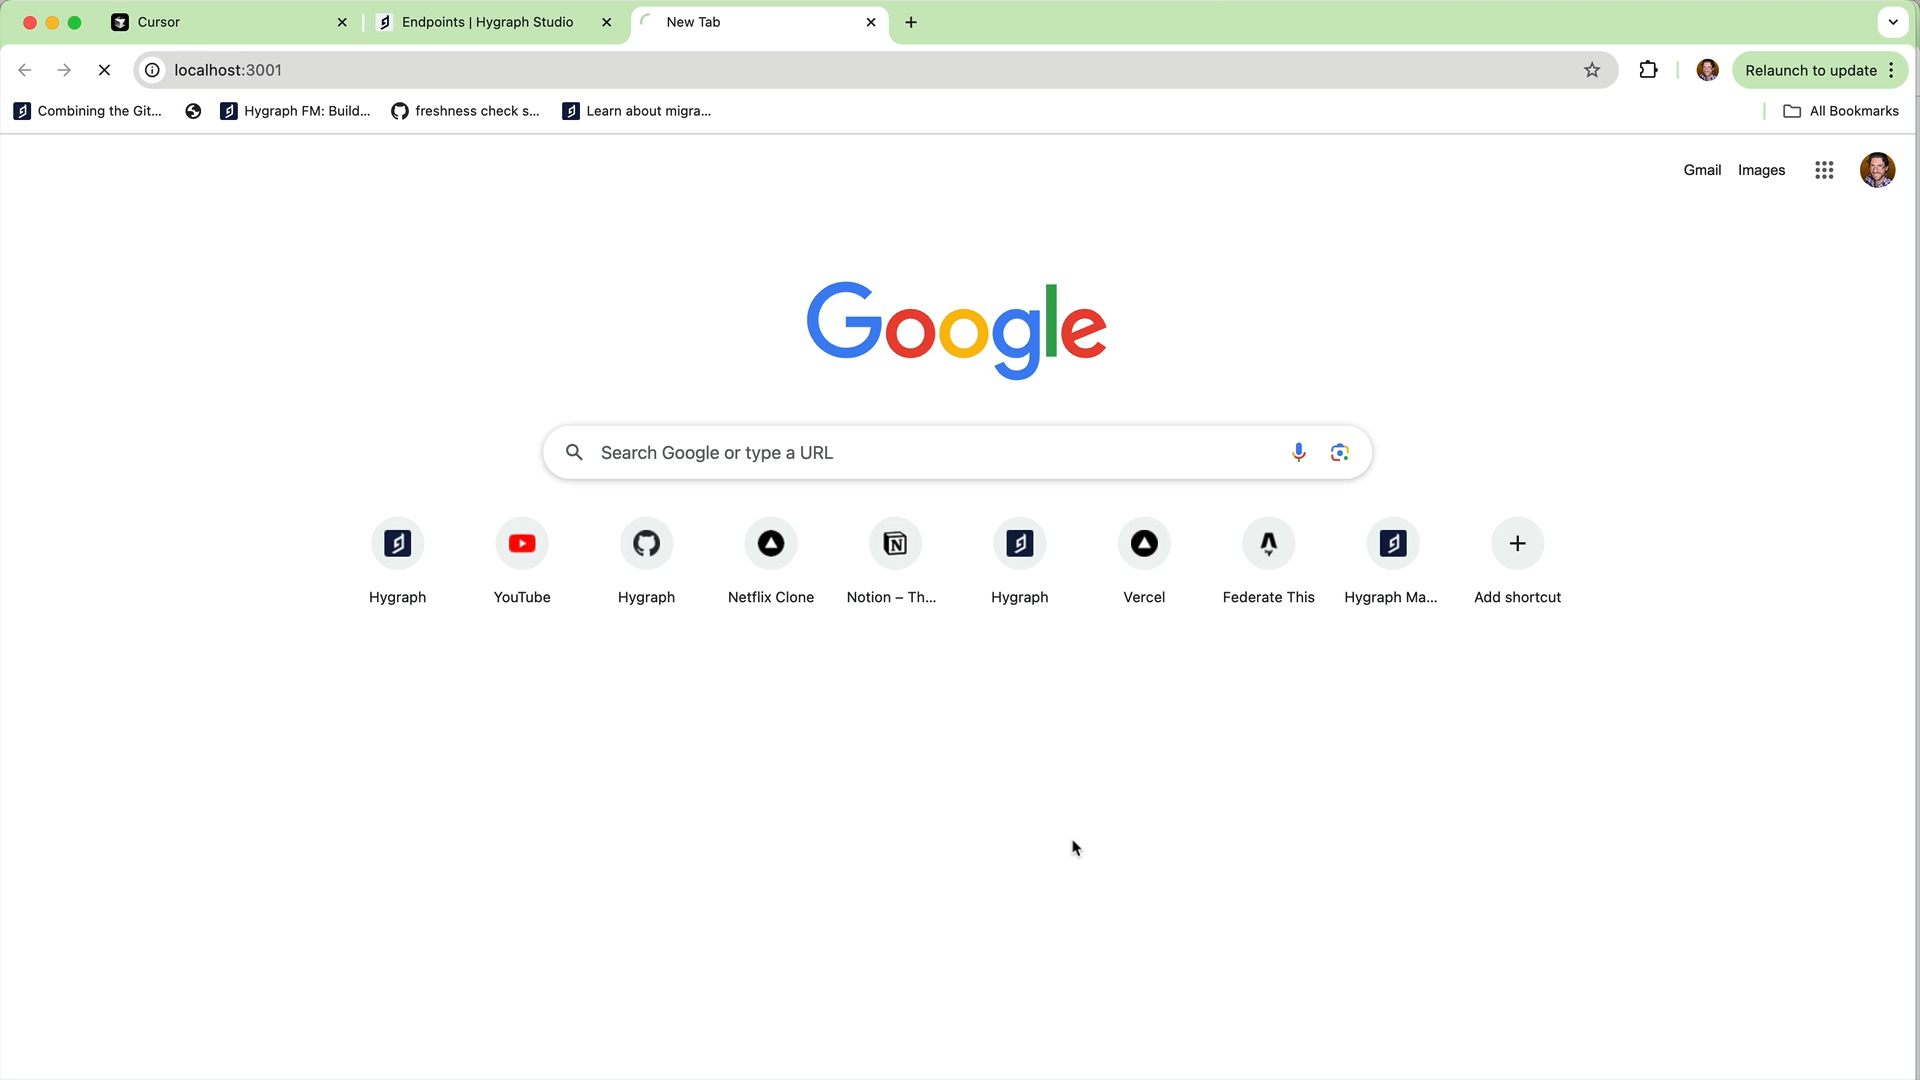 Cursor
Endpoints | Hygraph Studio
New Tab
localhost:3001
Relaunch to update
Combining the Git...
Hygraph FM: Build...
freshness check s...
Learn about migra...
All Bookmarks
Gmail
Images
Google
Search Google or type a URL
Hygraph
YouTube
Hygraph
Netflix Clone
Notion – Th...
Hygraph
Vercel
Federate This
Hygraph Ma...
Add shortcut